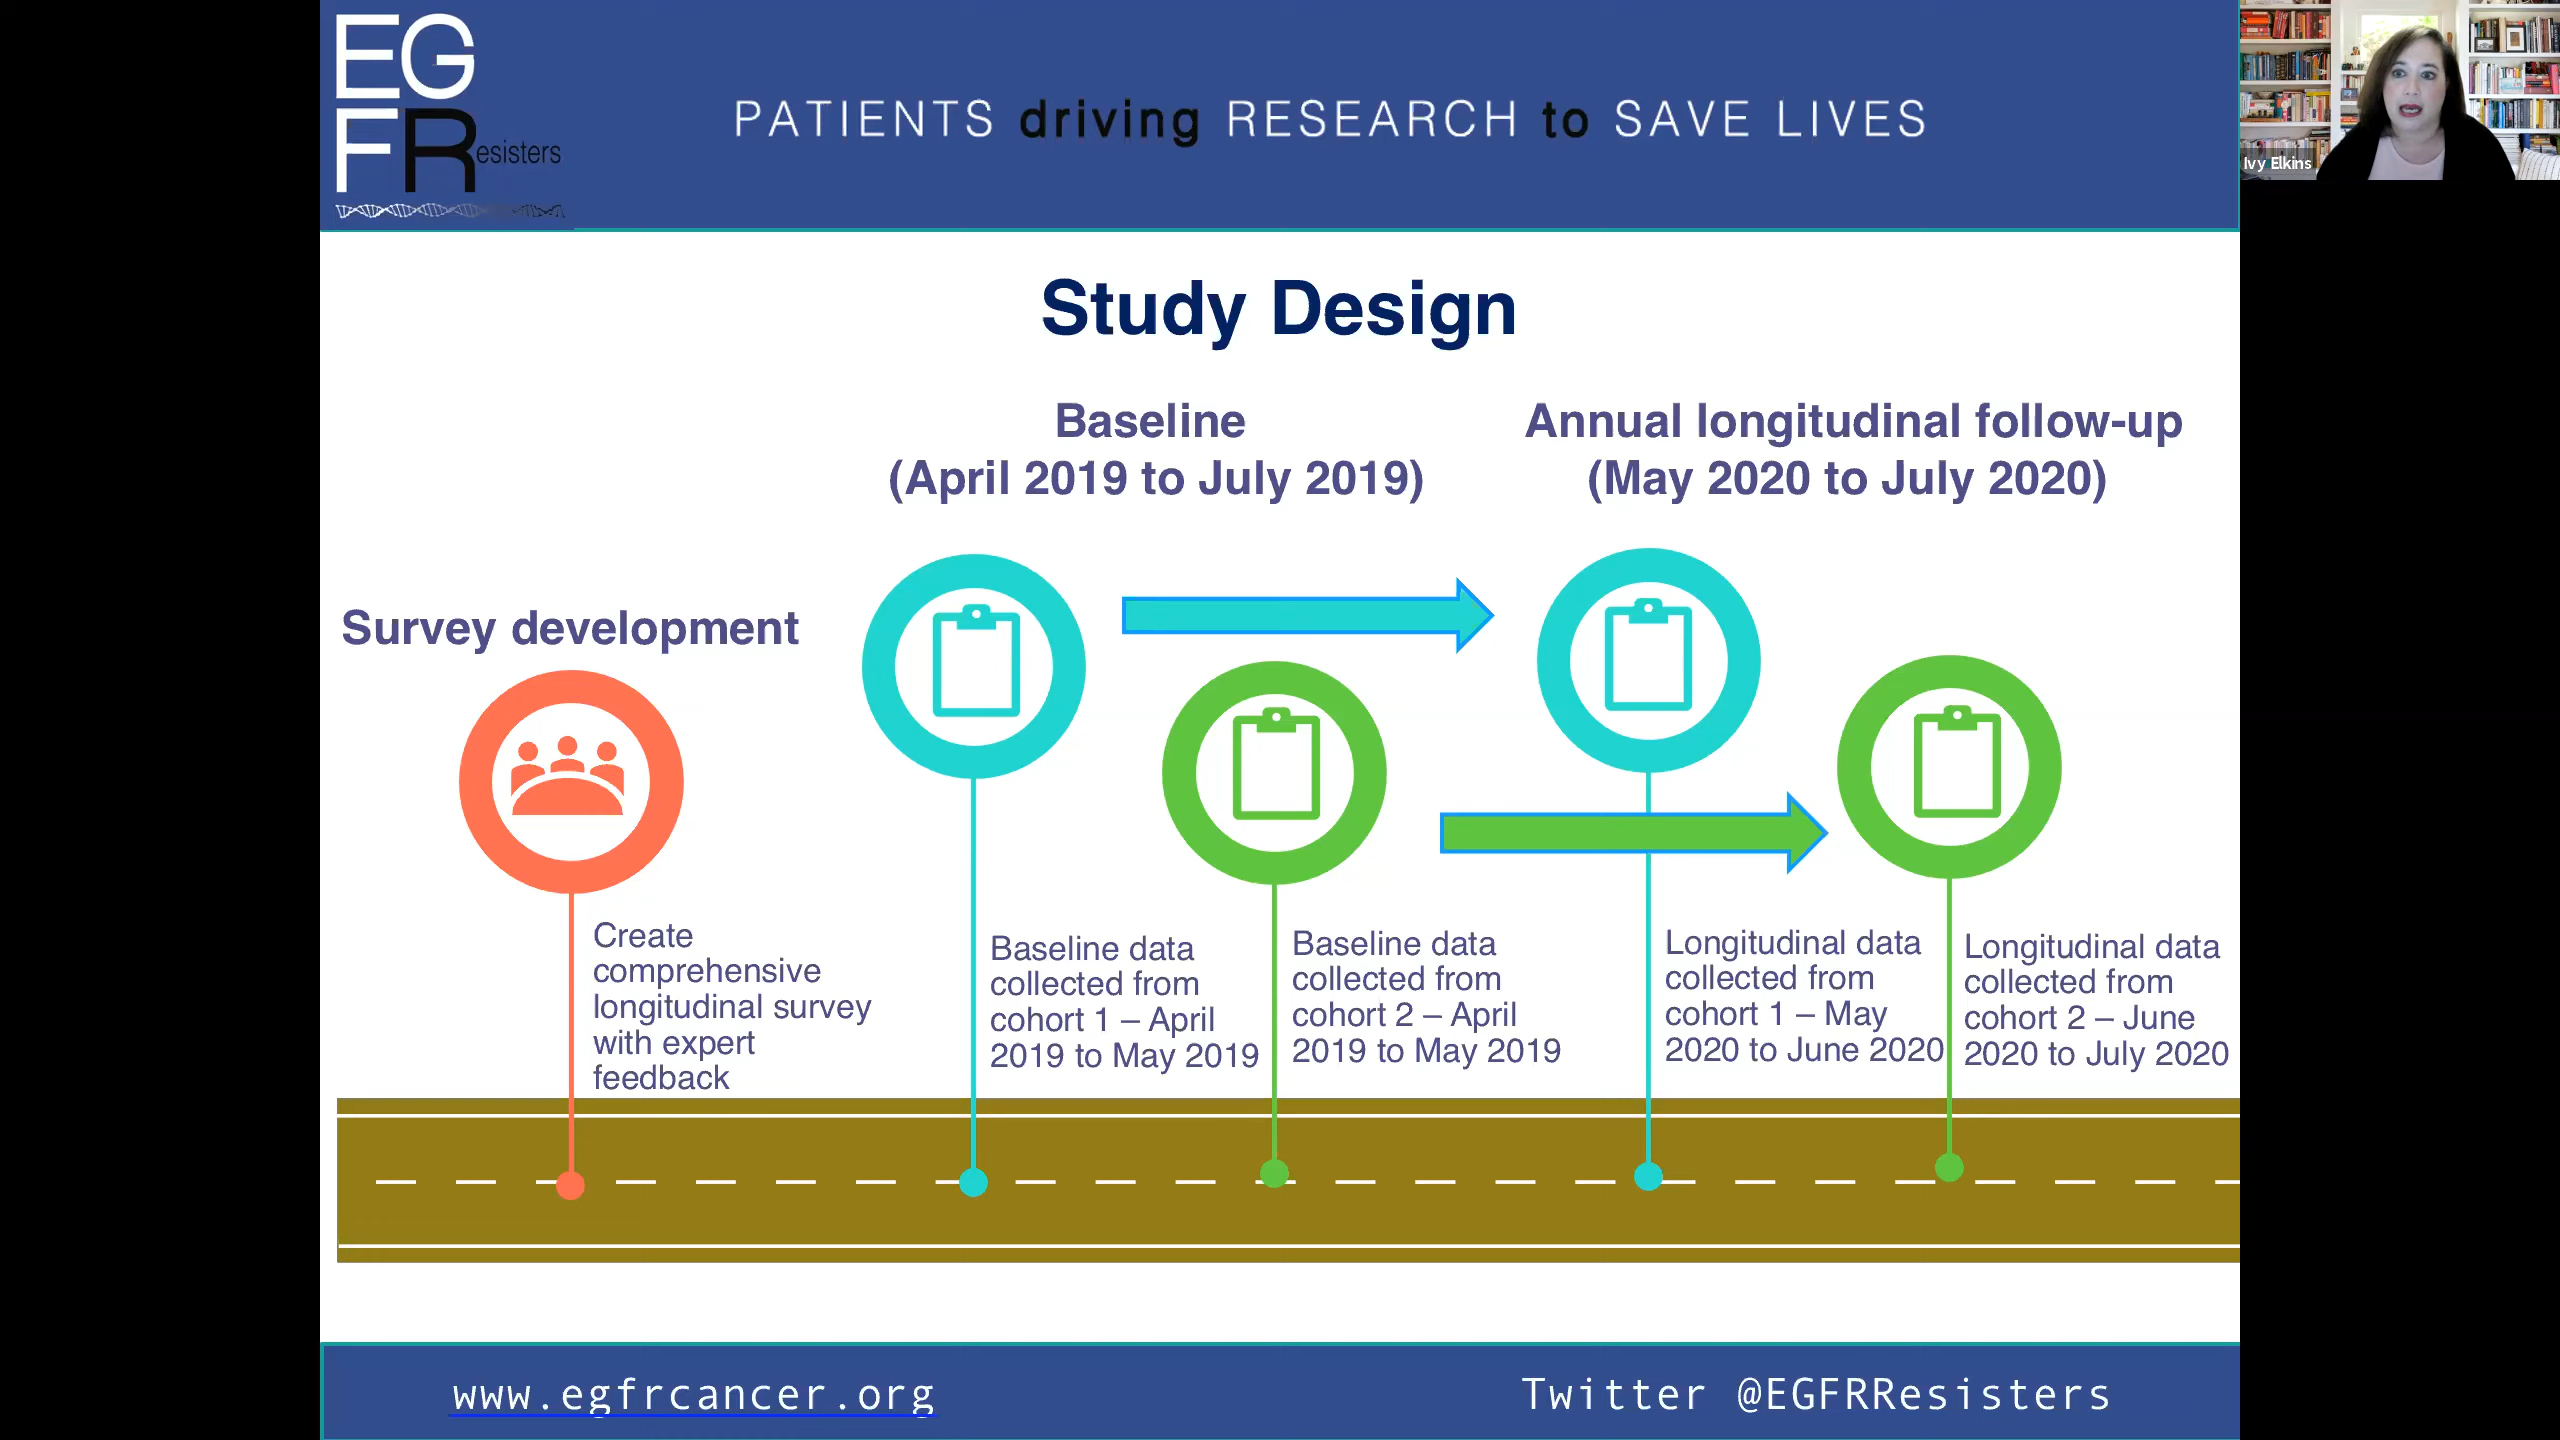 EG
FResisters
PATIENTS driving RESEARCH to SAVE LIVES
Ivy Elkins
Study Design
Baseline
(April 2019 to July 2019)
Annual longitudinal follow-up
(May 2020 to July 2020)
Survey development
Create
comprehensive
longitudinal survey
with expert
feedback
Baseline data
collected from
cohort 1 – April
2019 to May 2019
Baseline data
collected from
cohort 2 – April
2019 to May 2019
Longitudinal data
collected from
cohort 1 – May
2020 to June 2020
Longitudinal data
collected from
cohort 2 – June
2020 to July 2020
www.egfrcancer.org
Twitter @EGFRResisters